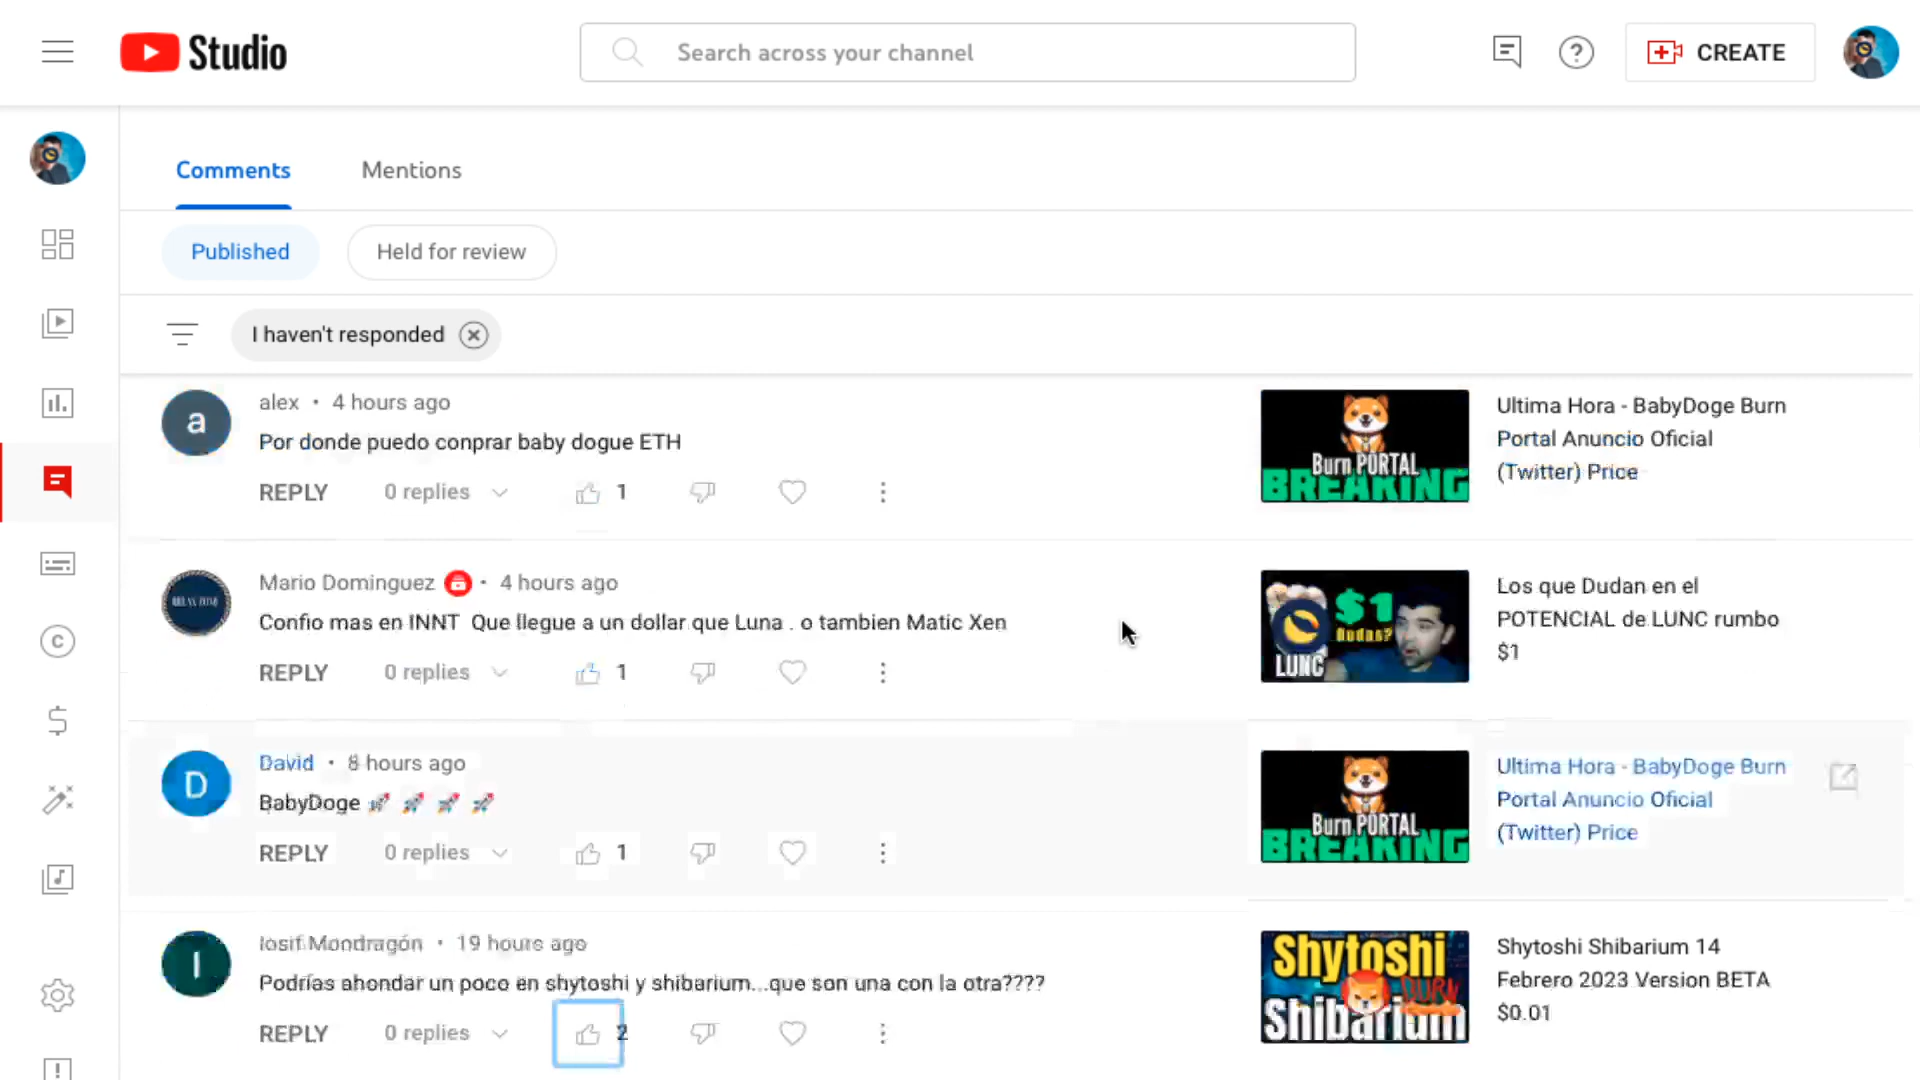 Studio
Search across your channel
CREATE
Comments
Mentions
Published
Held for review
I haven't responded
a
alex • 4 hours ago
Por donde puedo conprar baby dogue ETH
REPLY
0 replies
1
Burn PORTAL
BREAKING
Ultima Hora - BabyDoge Burn
Portal Anuncio Oficial
(Twitter) Price
Mario Dominguez • 4 hours ago
Confio mas en INNT Que llegue a un dollar que Luna . o tambien Matic Xen
REPLY
0 replies
1
$1
Dudas?
LUNC
Los que Dudan en el
POTENCIAL de LUNC rumbo
$1
D
David • 8 hours ago
BabyDoge 🚀 🚀 🚀 🚀
REPLY
0 replies
1
Burn PORTAL
BREAKING
Ultima Hora - BabyDoge Burn
Portal Anuncio Oficial
(Twitter) Price
I
Iosif Mondragón • 19 hours ago
Podrías ahondar un poco en shytoshi y shibarium...que son una con la otra????
REPLY
0 replies
2
Shytoshi
BURN
Shibarium
Shytoshi Shibarium 14
Febrero 2023 Version BETA
$0.01